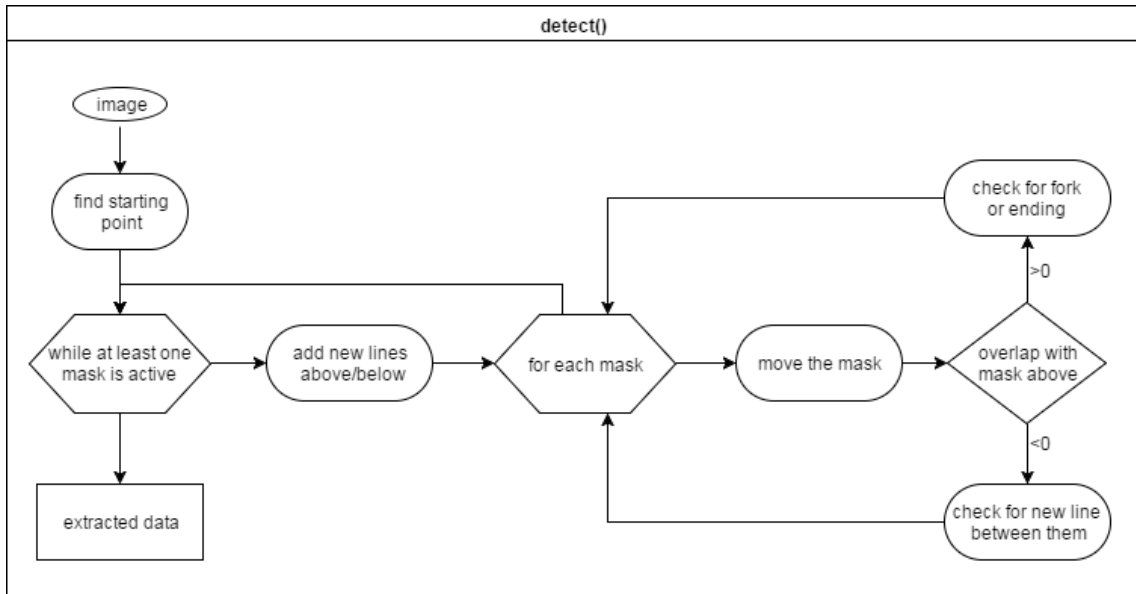 detect()
image
find starting
point
check for fork
or ending
>0
while at least one
mask is active
add new lines
above/below
for each mask
move the mask
overlap with
mask above
<0
extracted data
check for new line
between them